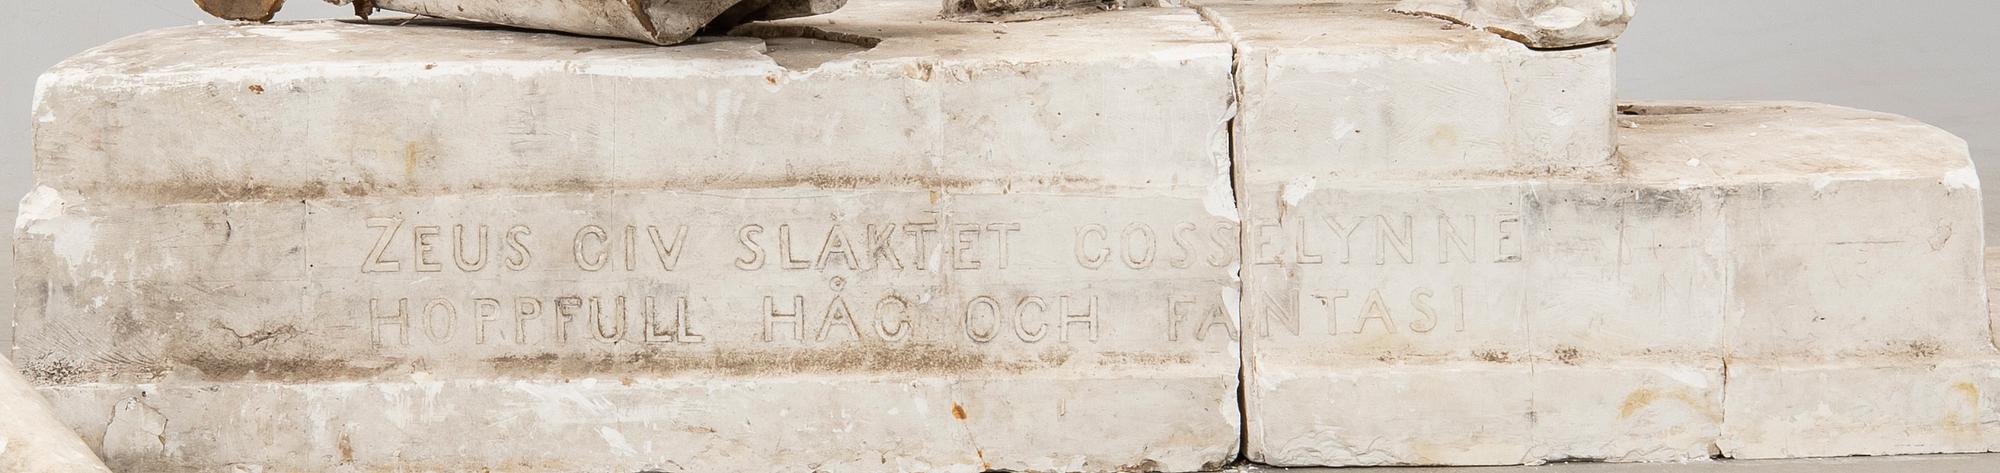 ZEUS GIV SLÄKTET GOSSELYNNE
HOPPFULL HÅG OCH FANTASI